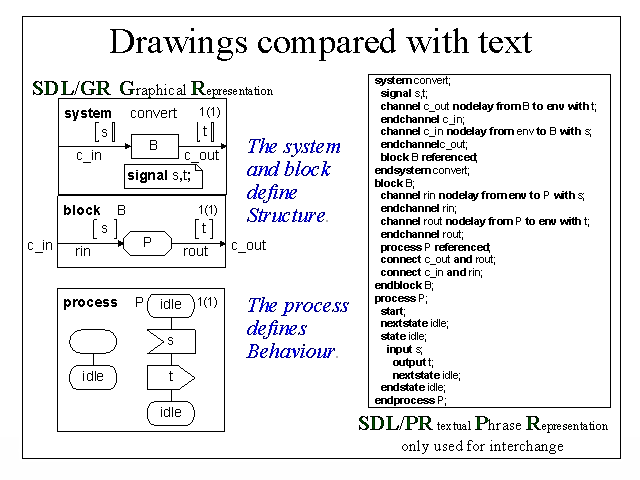 Drawings compared with text
SDL/GR Graphical Representation
system convert 1(1)
[ s ] [ t ]
B
c_in c_out
signal s,t;
The system
and block
define
Structure.
block B 1(1)
[ s ] [ t ]
c_in P c_out
rin rout
process P idle 1(1)
s
idle t
idle
The process
defines
Behaviour.
system convert;
signal s,t;
channel c_out nodelay from B to env with t;
endchannel c_in;
channel c_in nodelay from env to B with s;
endchannel c_out;
block B referenced;
endsystem convert;
block B;
channel rin nodelay from env to P with s;
endchannel rin;
channel rout nodelay from P to env with t;
endchannel rout;
process P referenced;
connect c_out and rout;
connect c_in and rin;
endblock B;
process P;
start;
nextstate idle;
state idle;
input s;
output t;
nextstate idle;
endstate idle;
endprocess P;
SDL/PR textual Phrase Representation
only used for interchange